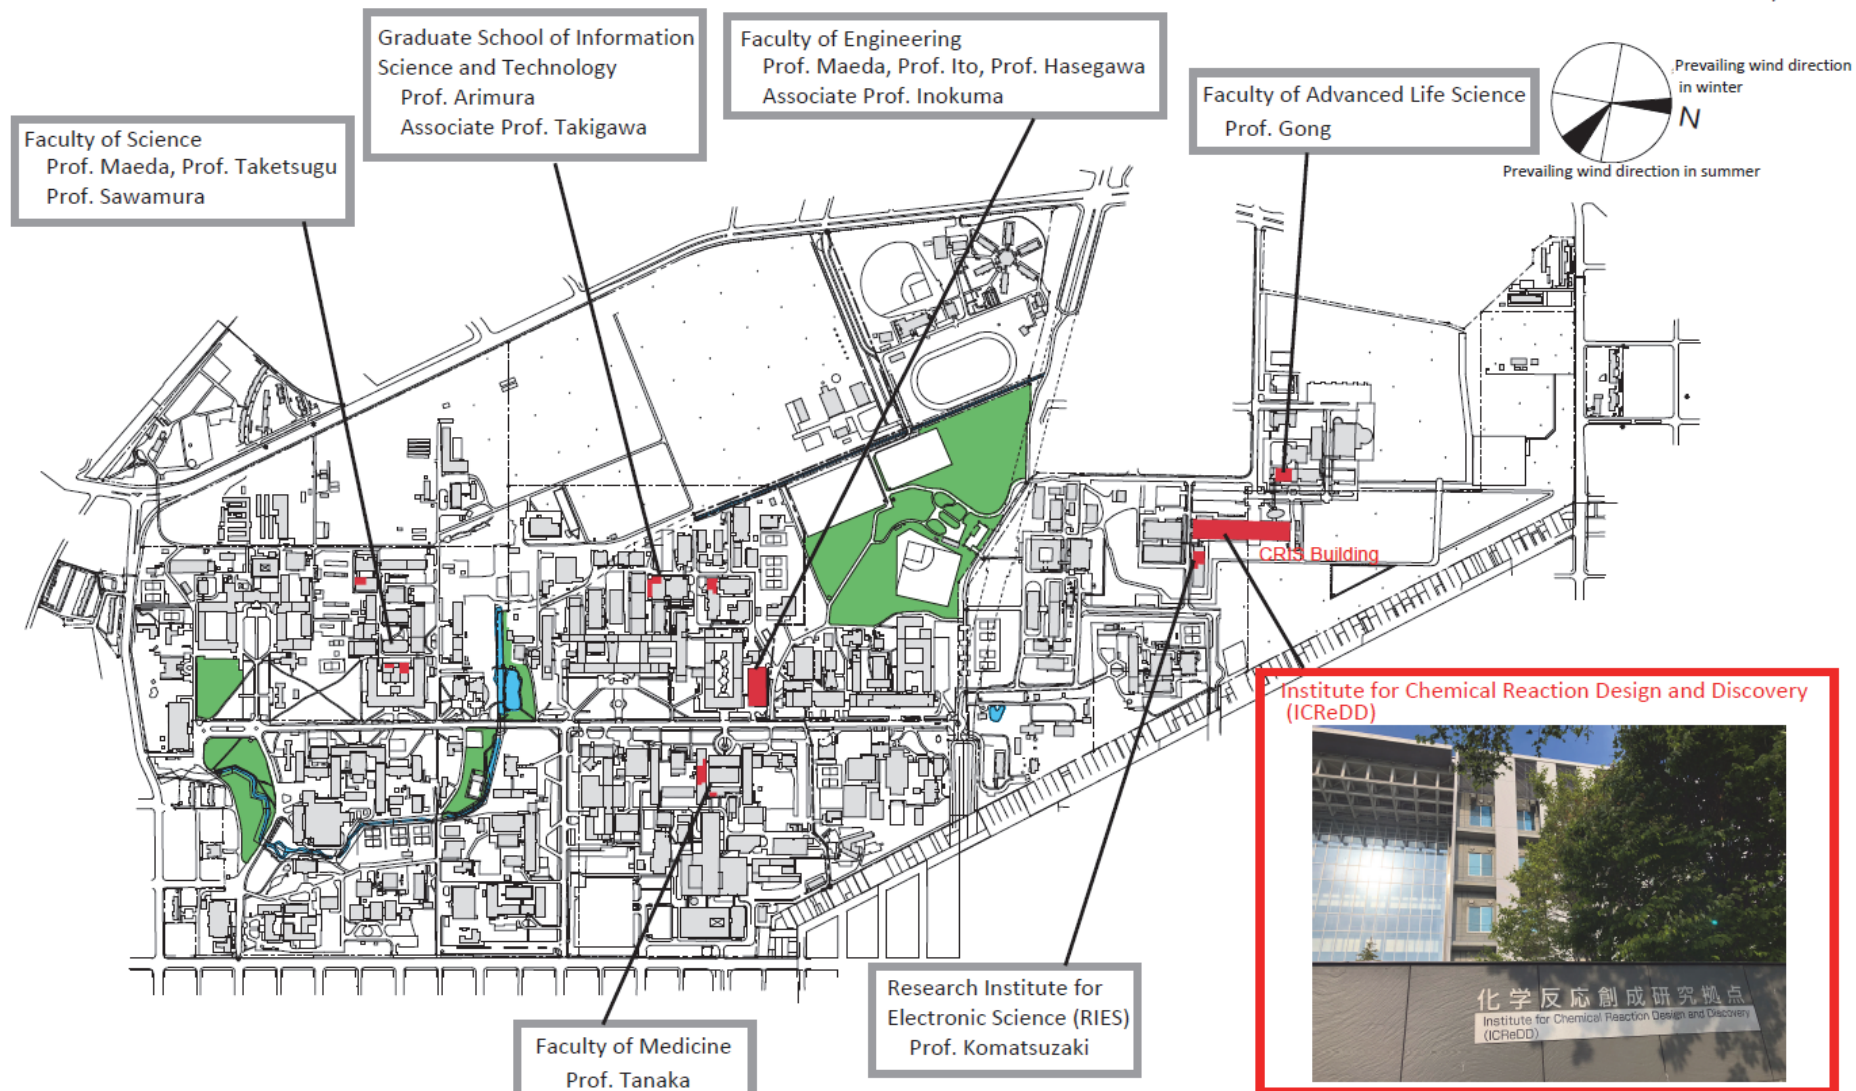 Graduate School of Information
Science and Technology
Prof. Arimura
Associate Prof. Takigawa
Faculty of Engineering
Prof. Maeda, Prof. Ito, Prof. Hasegawa
Associate Prof. Inokuma
Faculty of Advanced Life Science
Prof. Gong
Prevailing wind direction
in winter
N
Prevailing wind direction in summer
Faculty of Science
Prof. Maeda, Prof. Taketsugu
Prof. Sawamura
CRIS Building
Institute for Chemical Reaction Design and Discovery
(ICReDD)
化学反応創成研究拠点
Institute for Chemical Reaction Design and Discovery
(ICReDD)
Research Institute for
Electronic Science (RIES)
Prof. Komatsuzaki
Faculty of Medicine
Prof. Tanaka